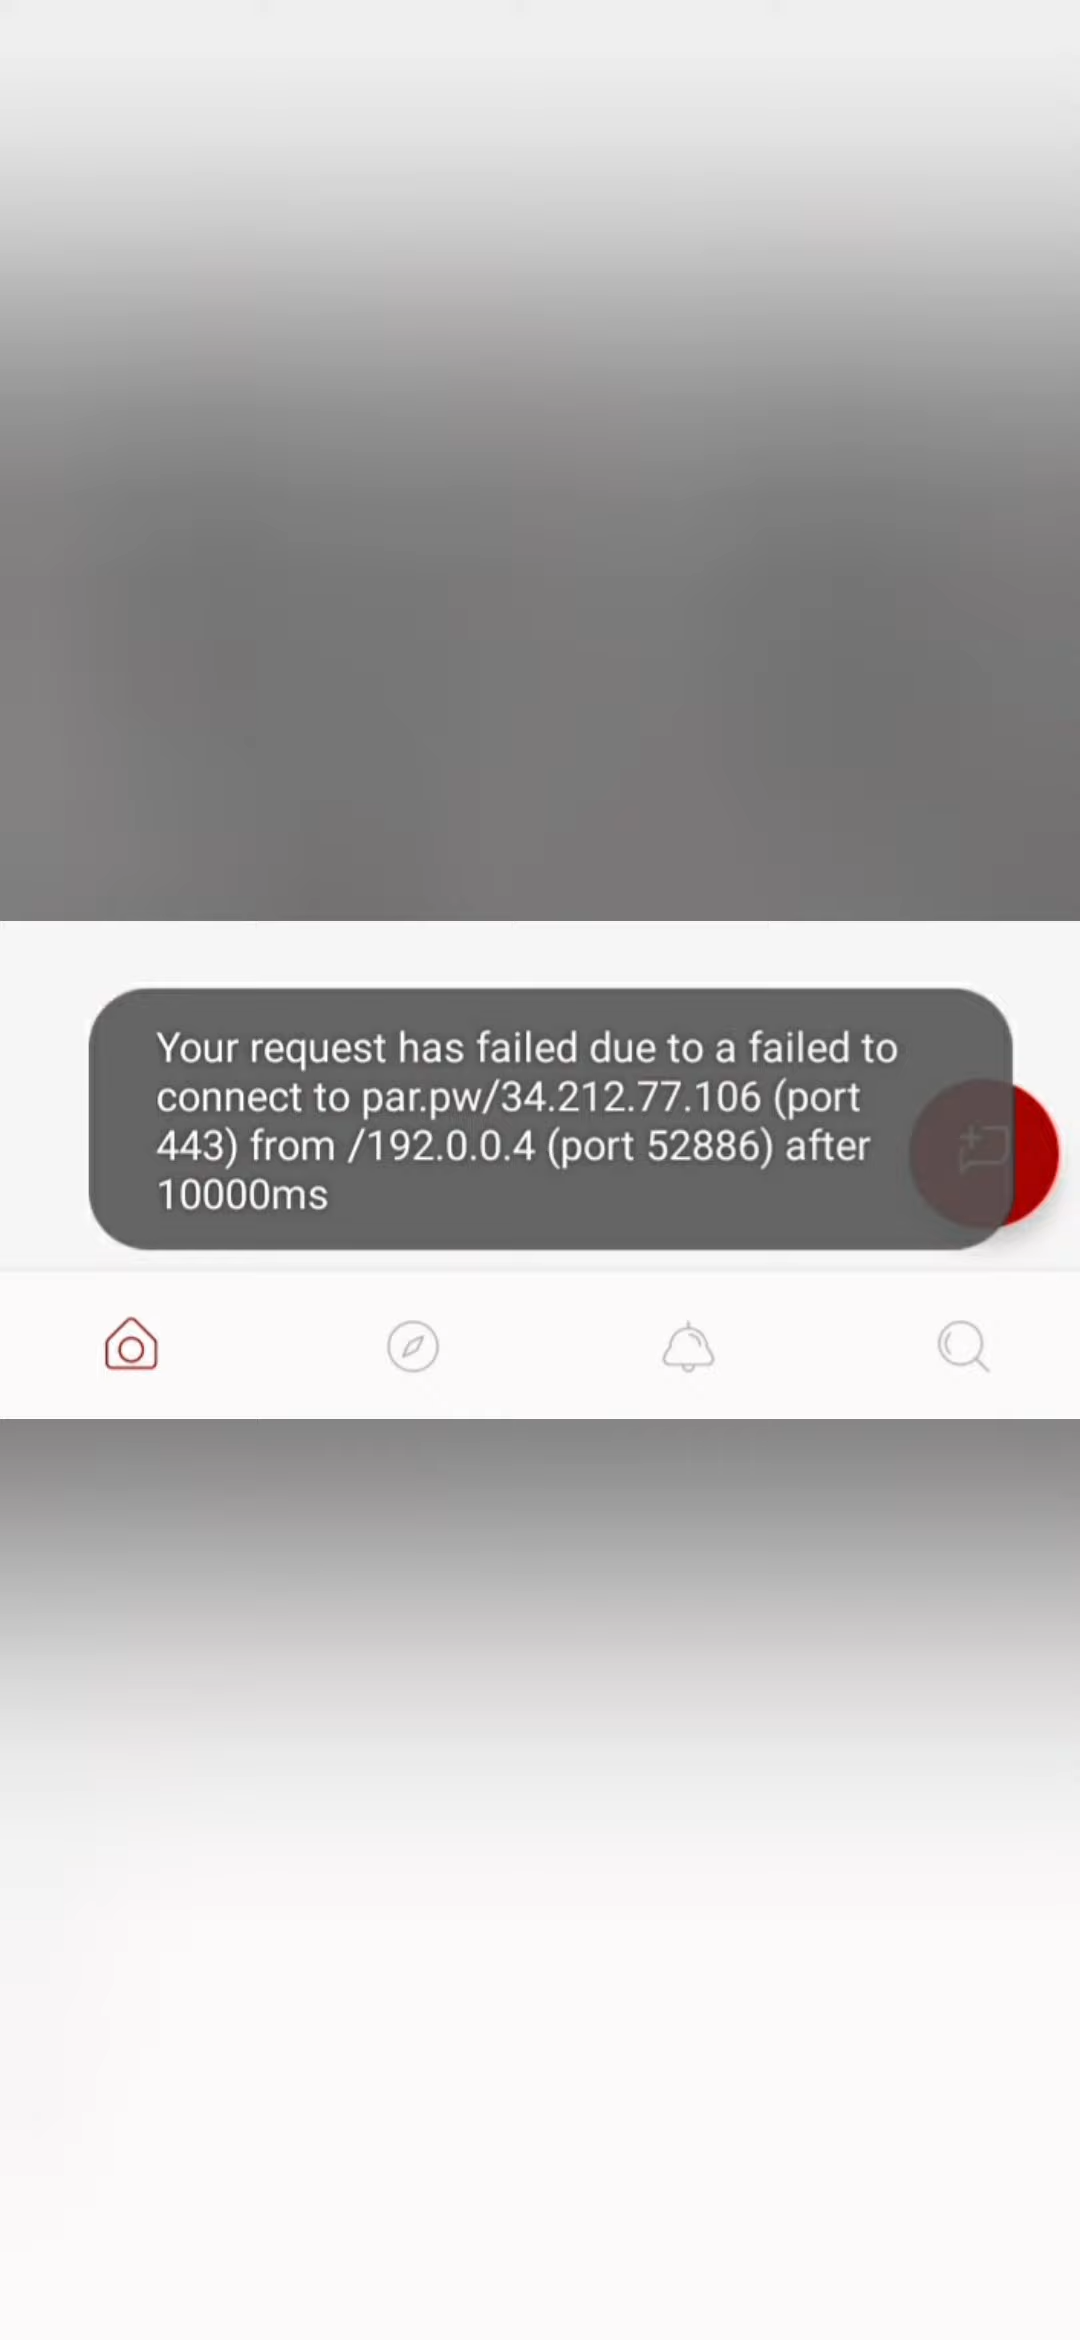 Your request has failed due to a failed to
connect to par.pw/34.212.77.106 (port
443) from /192.0.0.4 (port 52886) after
10000ms